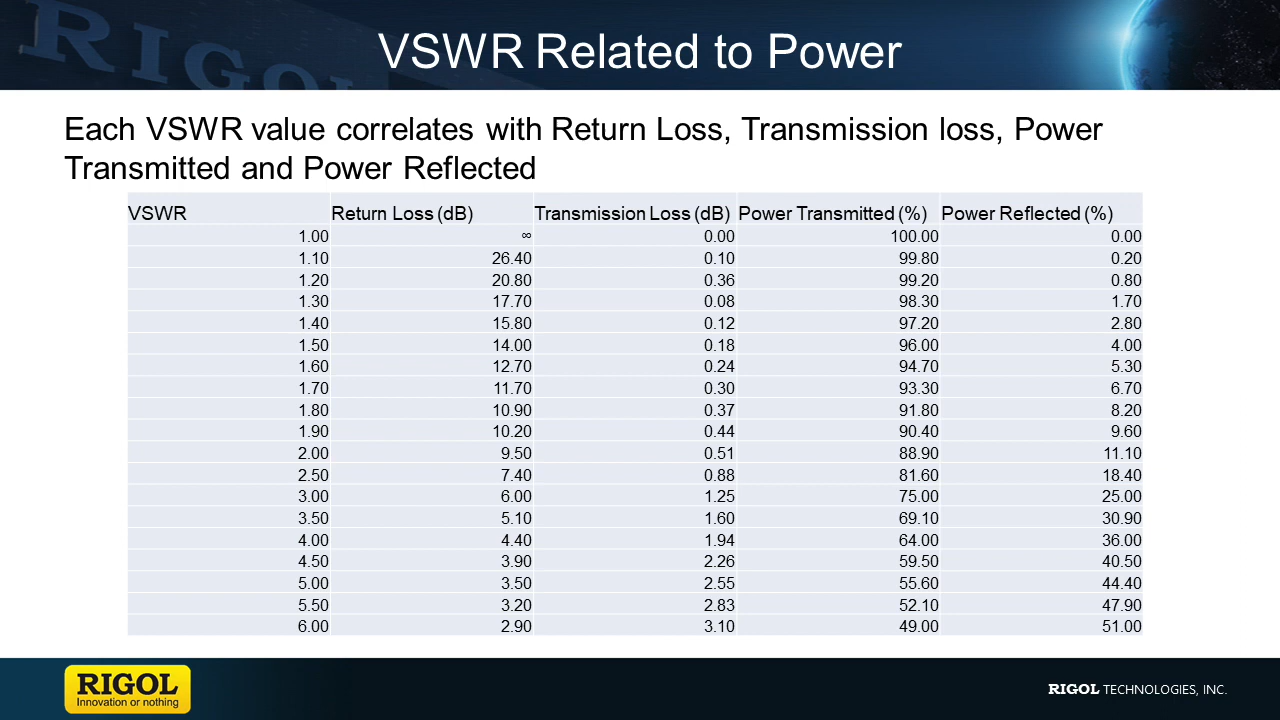 RIGOL
VSWR Related to Power
Each VSWR value correlates with Return Loss, Transmission loss, Power
Transmitted and Power Reflected
VSWR Return Loss (dB) Transmission Loss (dB) Power Transmitted (%) Power Reflected (%)
1.00 ∞ 0.00 100.00 0.00
1.10 26.40 0.10 99.80 0.20
1.20 20.80 0.36 99.20 0.80
1.30 17.70 0.08 98.30 1.70
1.40 15.80 0.12 97.20 2.80
1.50 14.00 0.18 96.00 4.00
1.60 12.70 0.24 94.70 5.30
1.70 11.70 0.30 93.30 6.70
1.80 10.90 0.37 91.80 8.20
1.90 10.20 0.44 90.40 9.60
2.00 9.50 0.51 88.90 11.10
2.50 7.40 0.88 81.60 18.40
3.00 6.00 1.25 75.00 25.00
3.50 5.10 1.60 69.10 30.90
4.00 4.40 1.94 64.00 36.00
4.50 3.90 2.26 59.50 40.50
5.00 3.50 2.55 55.60 44.40
5.50 3.20 2.83 52.10 47.90
6.00 2.90 3.10 49.00 51.00
RIGOL
Innovation or nothing
RIGOL TECHNOLOGIES, INC.